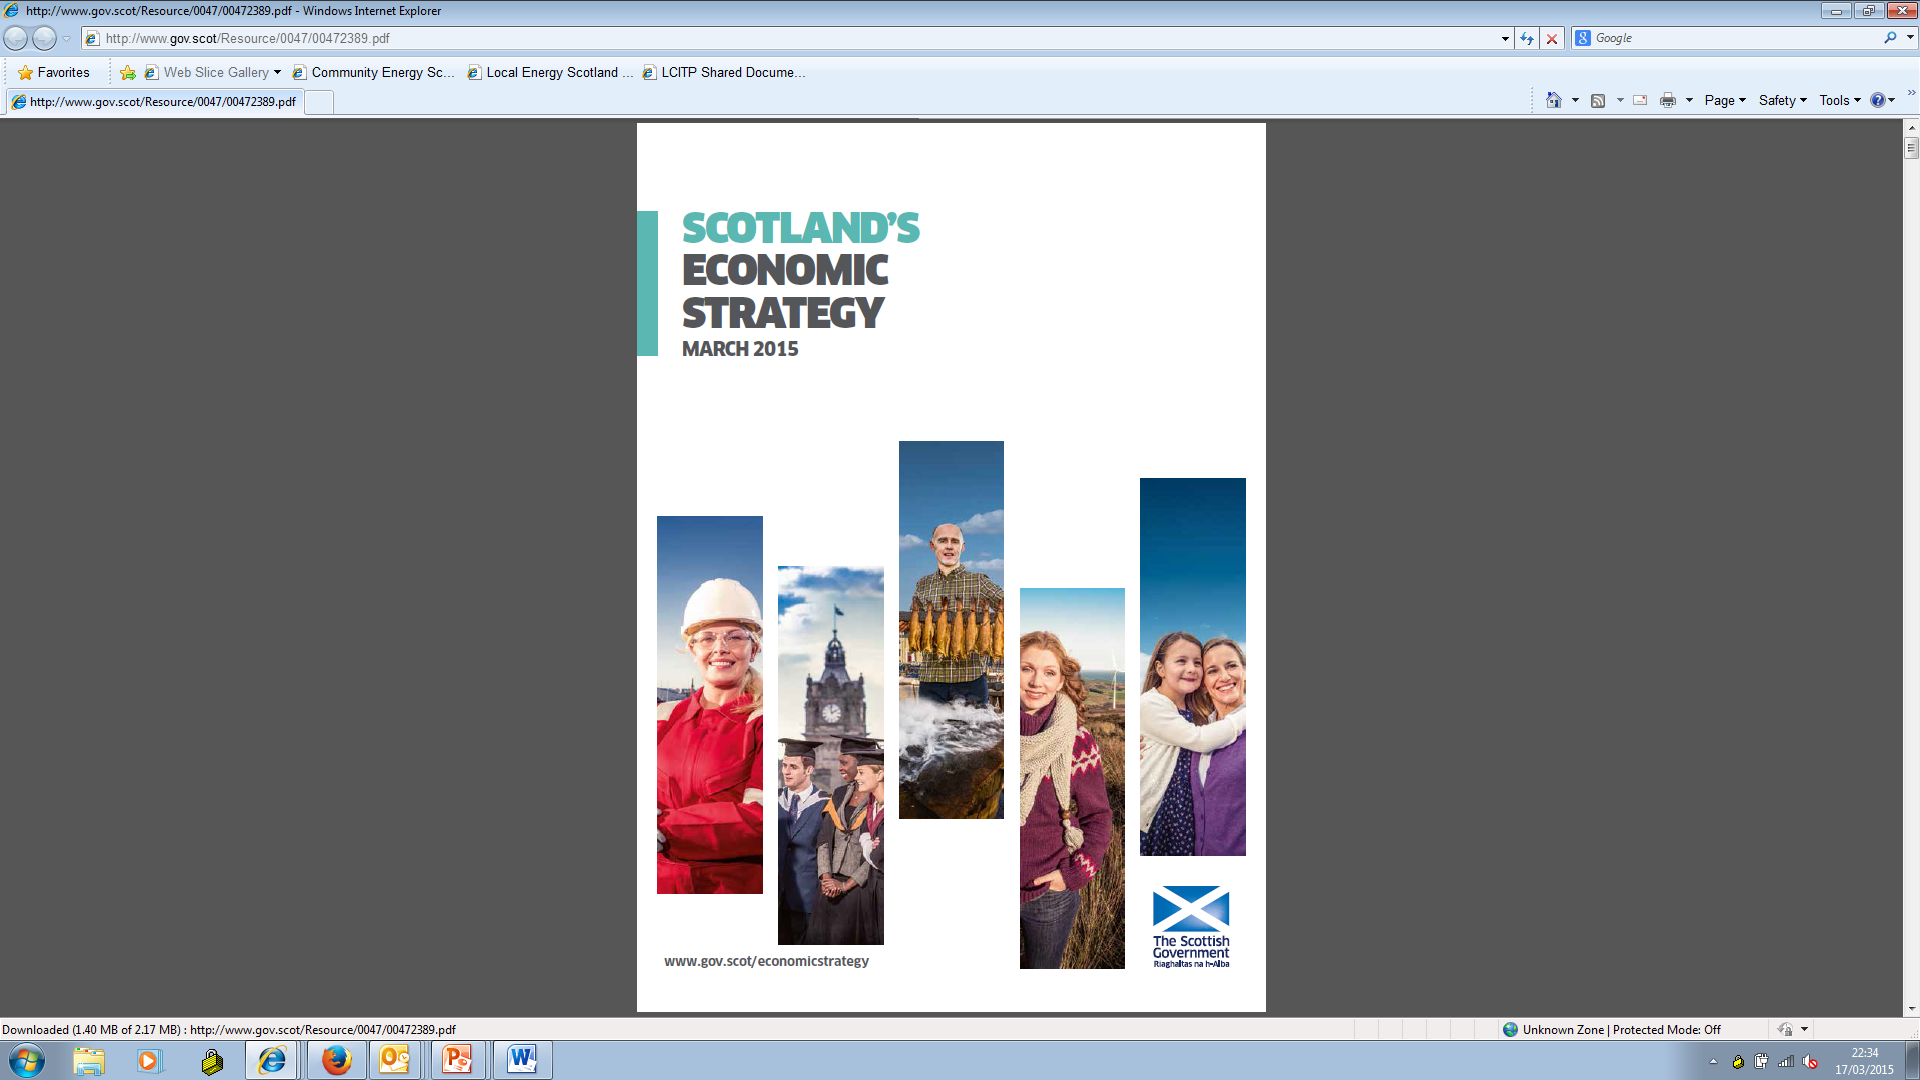 http://www.gov.scot/Resource/0047/00472389.pdf - Windows Internet Explorer
http://www.gov.scot/Resource/0047/00472389.pdf
Google
Favorites
Web Slice Gallery
Community Energy Sc...
Local Energy Scotland ...
LCITP Shared Docume...
http://www.gov.scot/Resource/0047/00472389.pdf
Page
Safety
Tools
SCOTLAND'S
ECONOMIC
STRATEGY
MARCH 2015
www.gov.scot/economicstrategy
The Scottish
Government
Riaghaltas na h-Alba
Downloaded (1.40 MB of 2.17 MB) : http://www.gov.scot/Resource/0047/00472389.pdf
Unknown Zone | Protected Mode: Off
22:34
17/03/2015